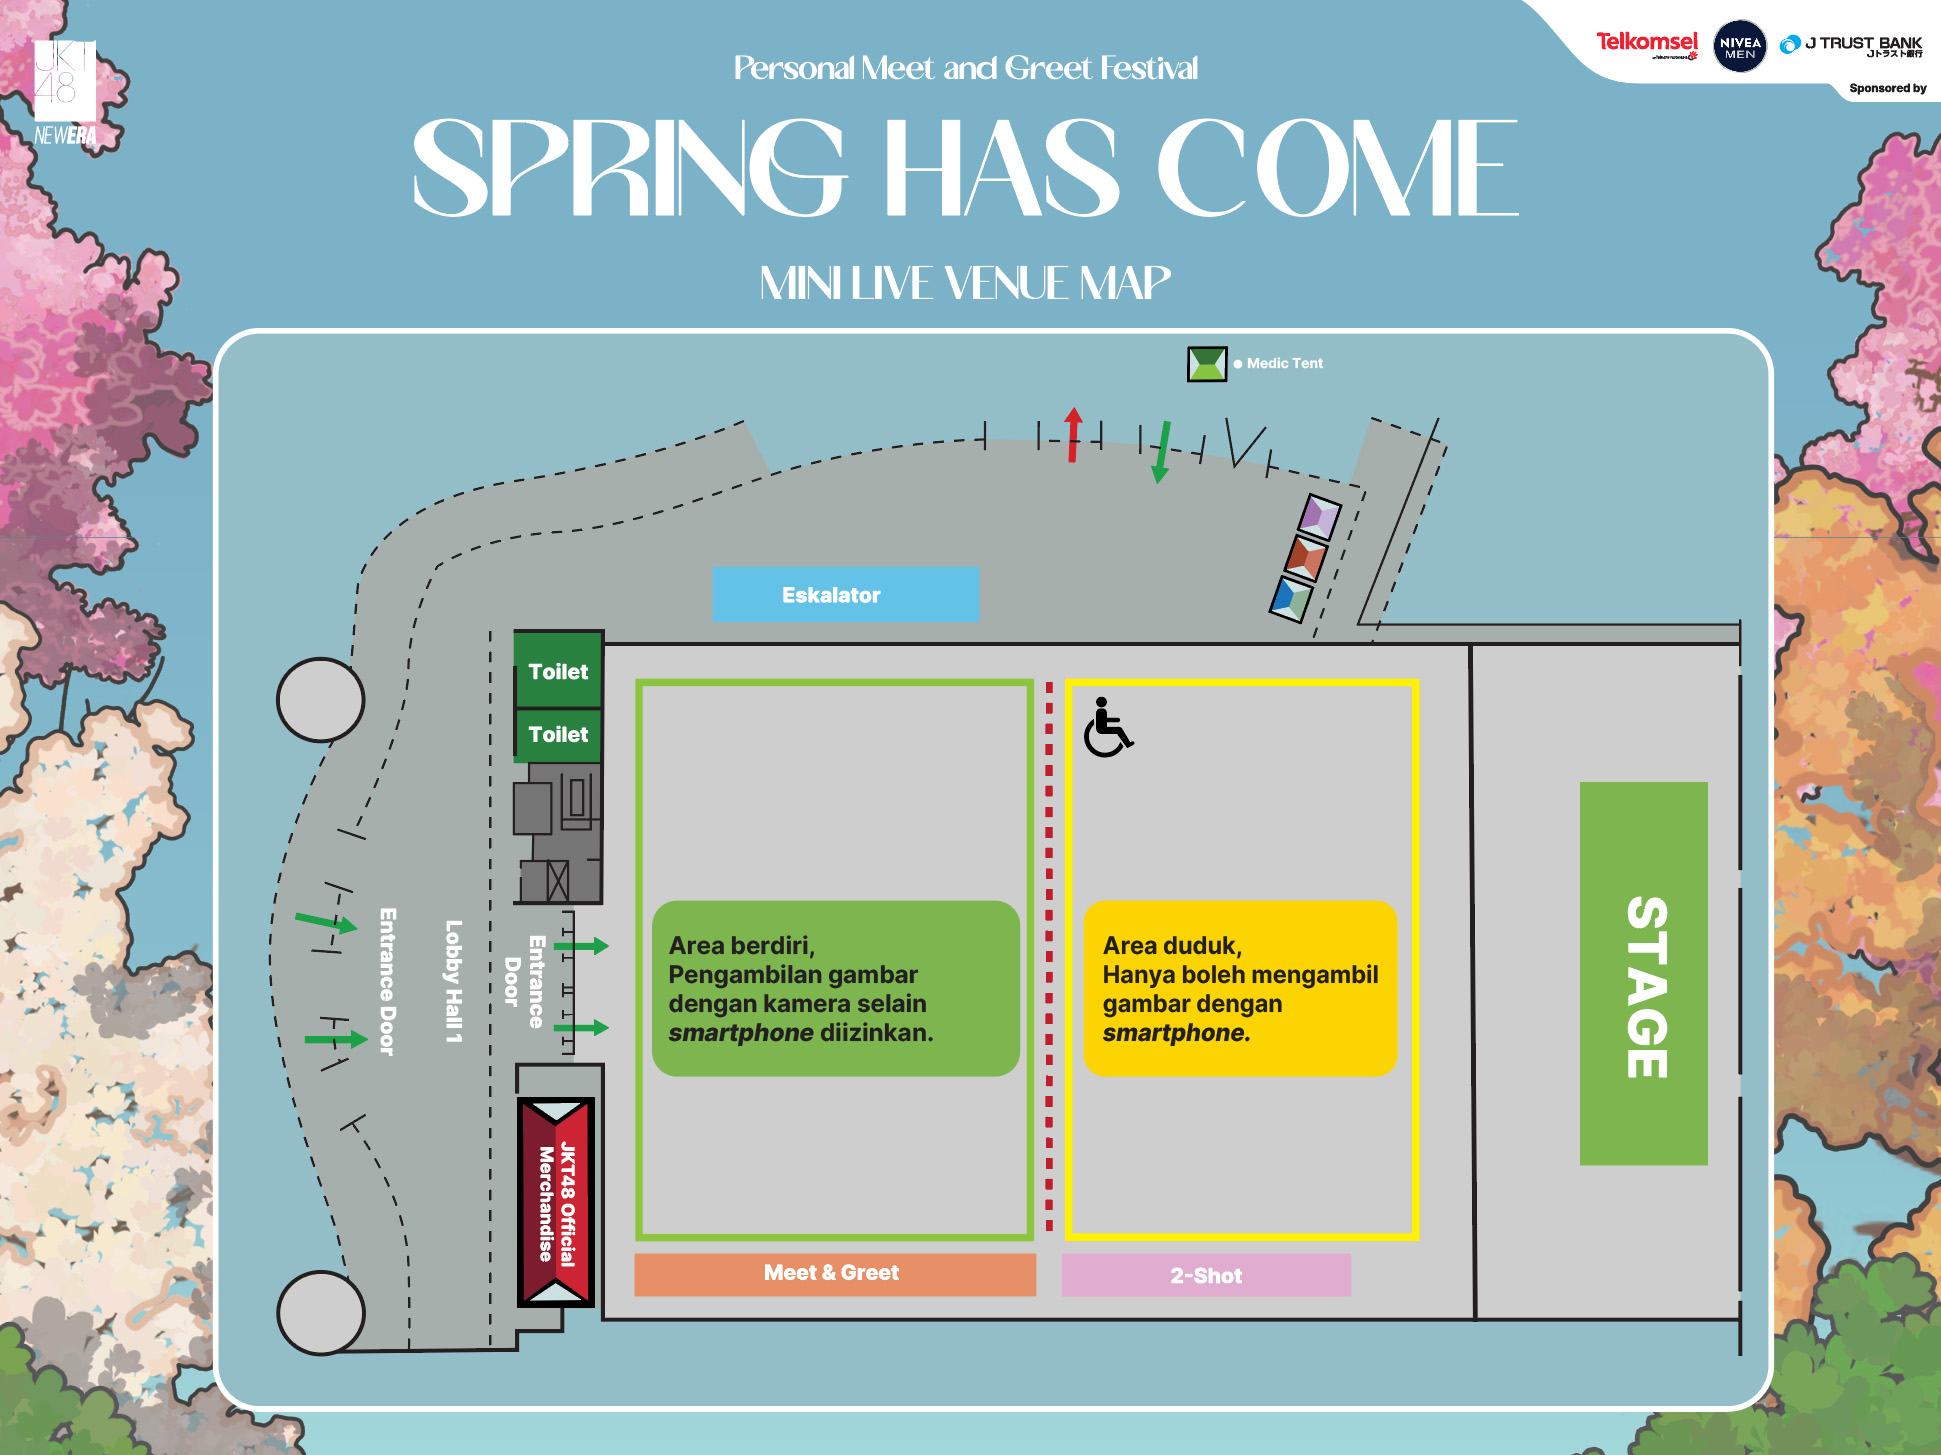 JKT
48
NEWERA
Telkomsel
NIVEA
MEN
J TRUST BANK
Jトラスト銀行
Sponsored by
Personal Meet and Greet Festival
SPRING HAS COME
MINI LIVE VENUE MAP
Medic Tent
Eskalator
Toilet
Toilet
Entrance Door
Lobby Hall 1
Entrance
Door
Area berdiri,
Pengambilan gambar
dengan kamera selain
smartphone diizinkan.
Area duduk,
Hanya boleh mengambil
gambar dengan
smartphone.
STAGE
JKT48 Official
Merchandise
Meet & Greet
2-Shot